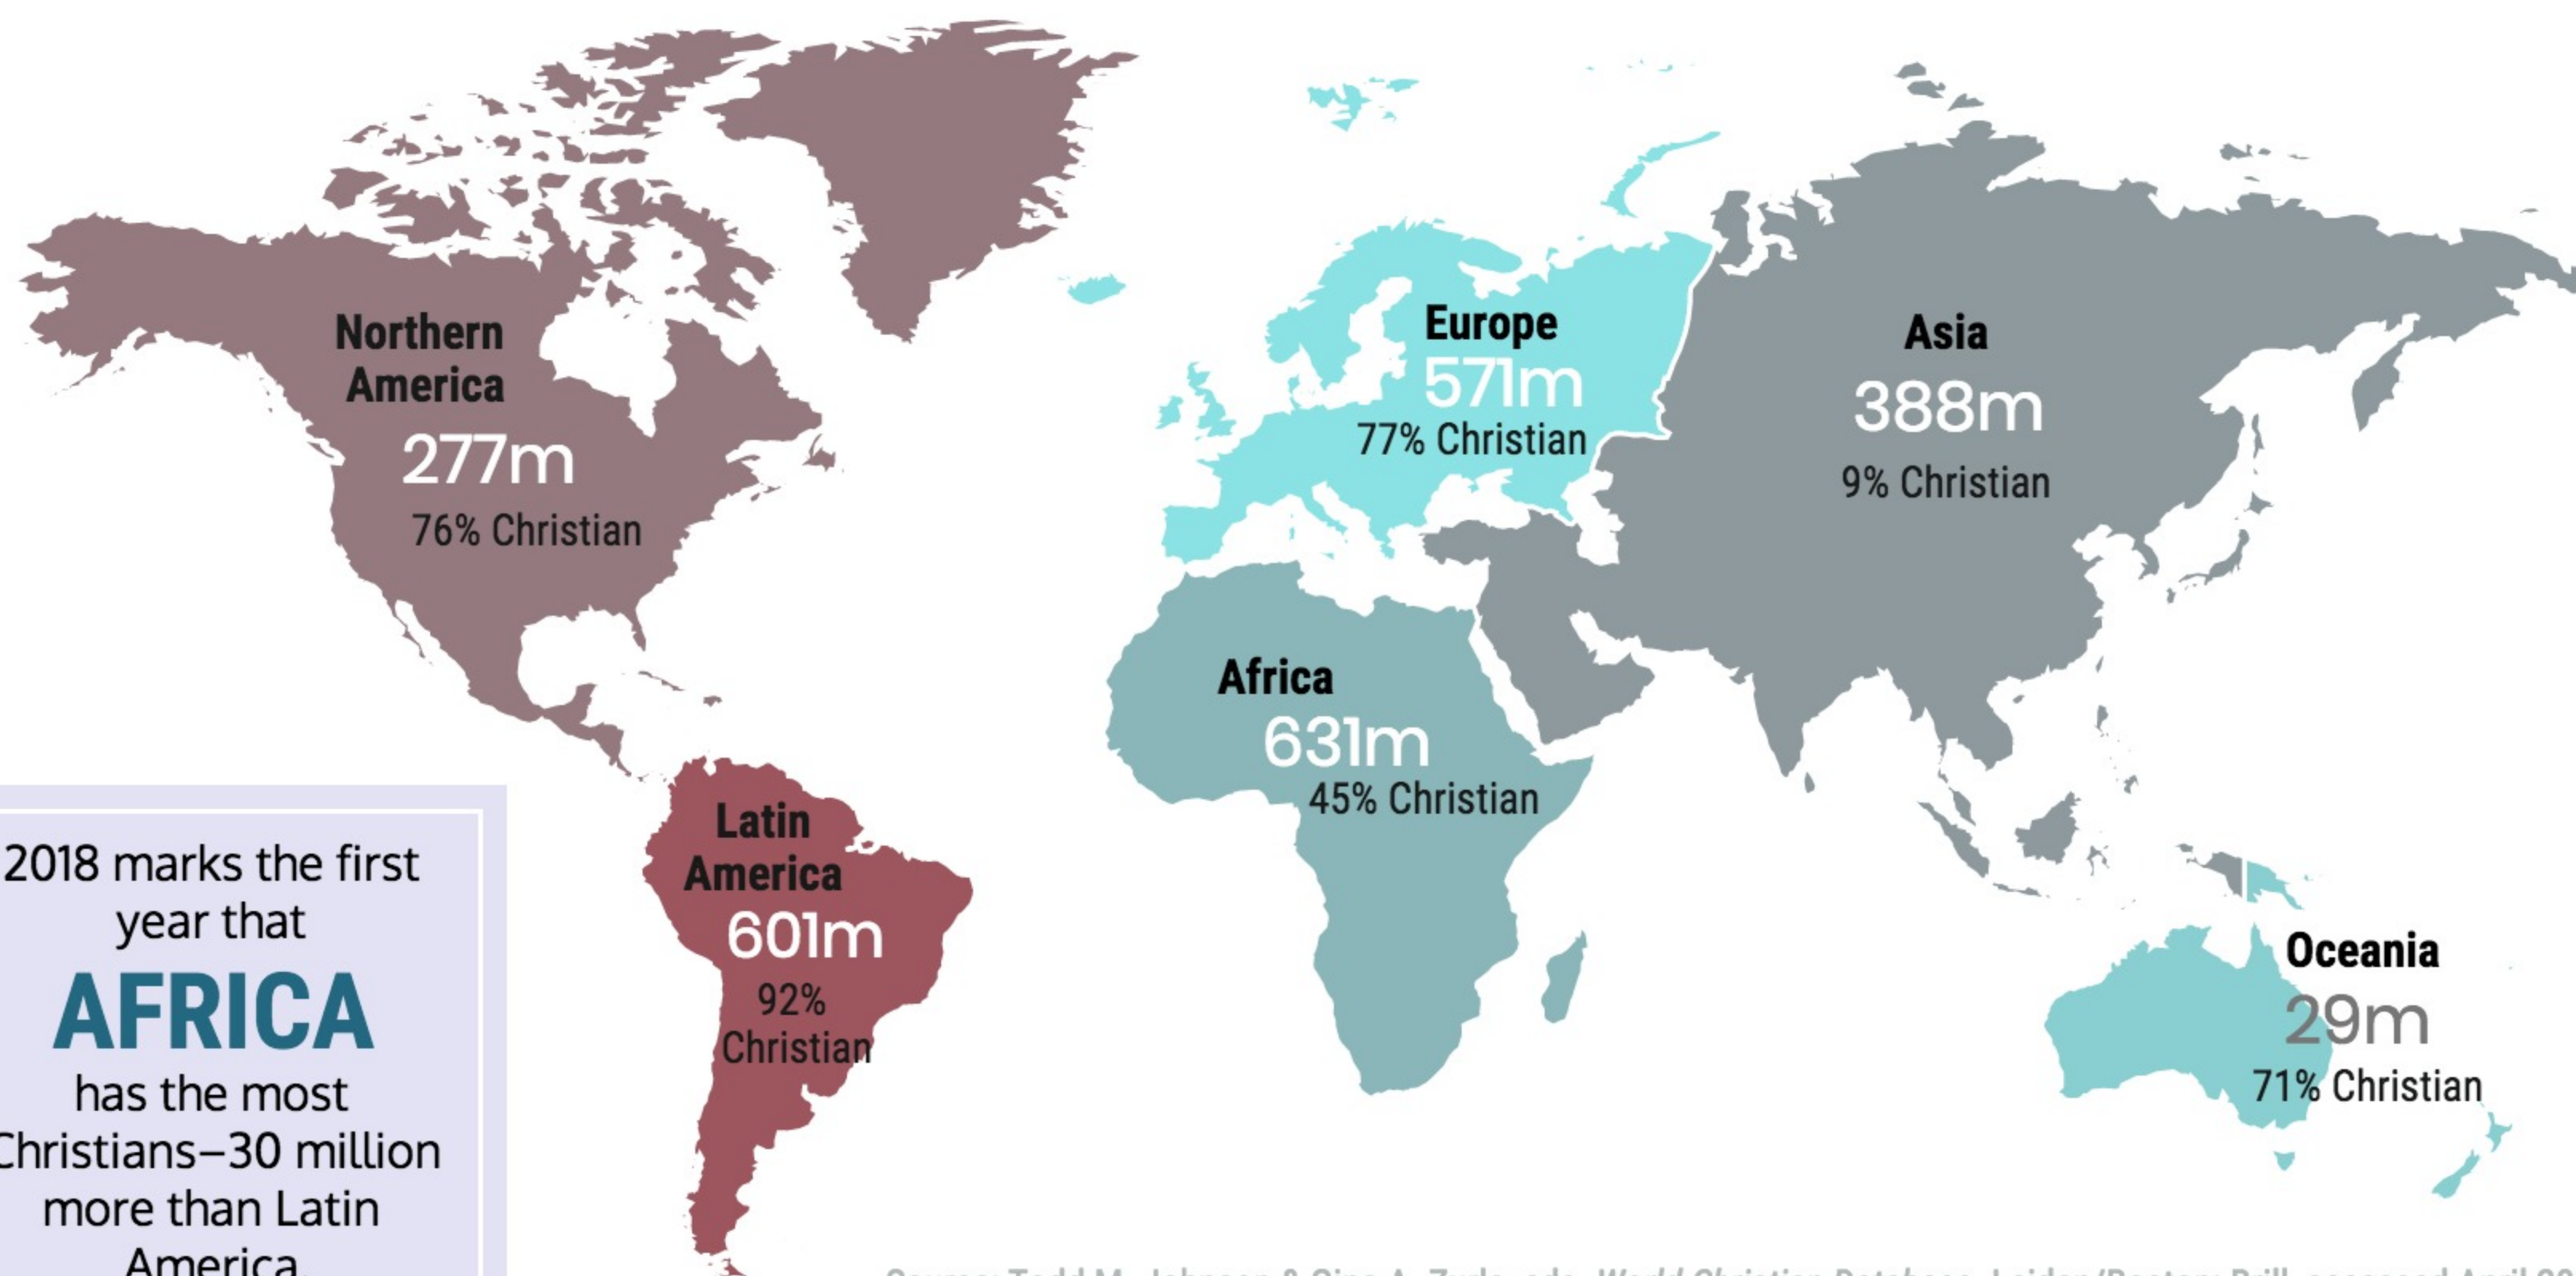 Northern
America
277m
76% Christian
Europe
571m
77% Christian
Asia
388m
9% Christian
Africa
631m
45% Christian
Latin
America
601m
92%
Christian
Oceania
29m
71% Christian
2018 marks the first
year that
AFRICA
has the most
Christians–30 million
more than Latin
America.